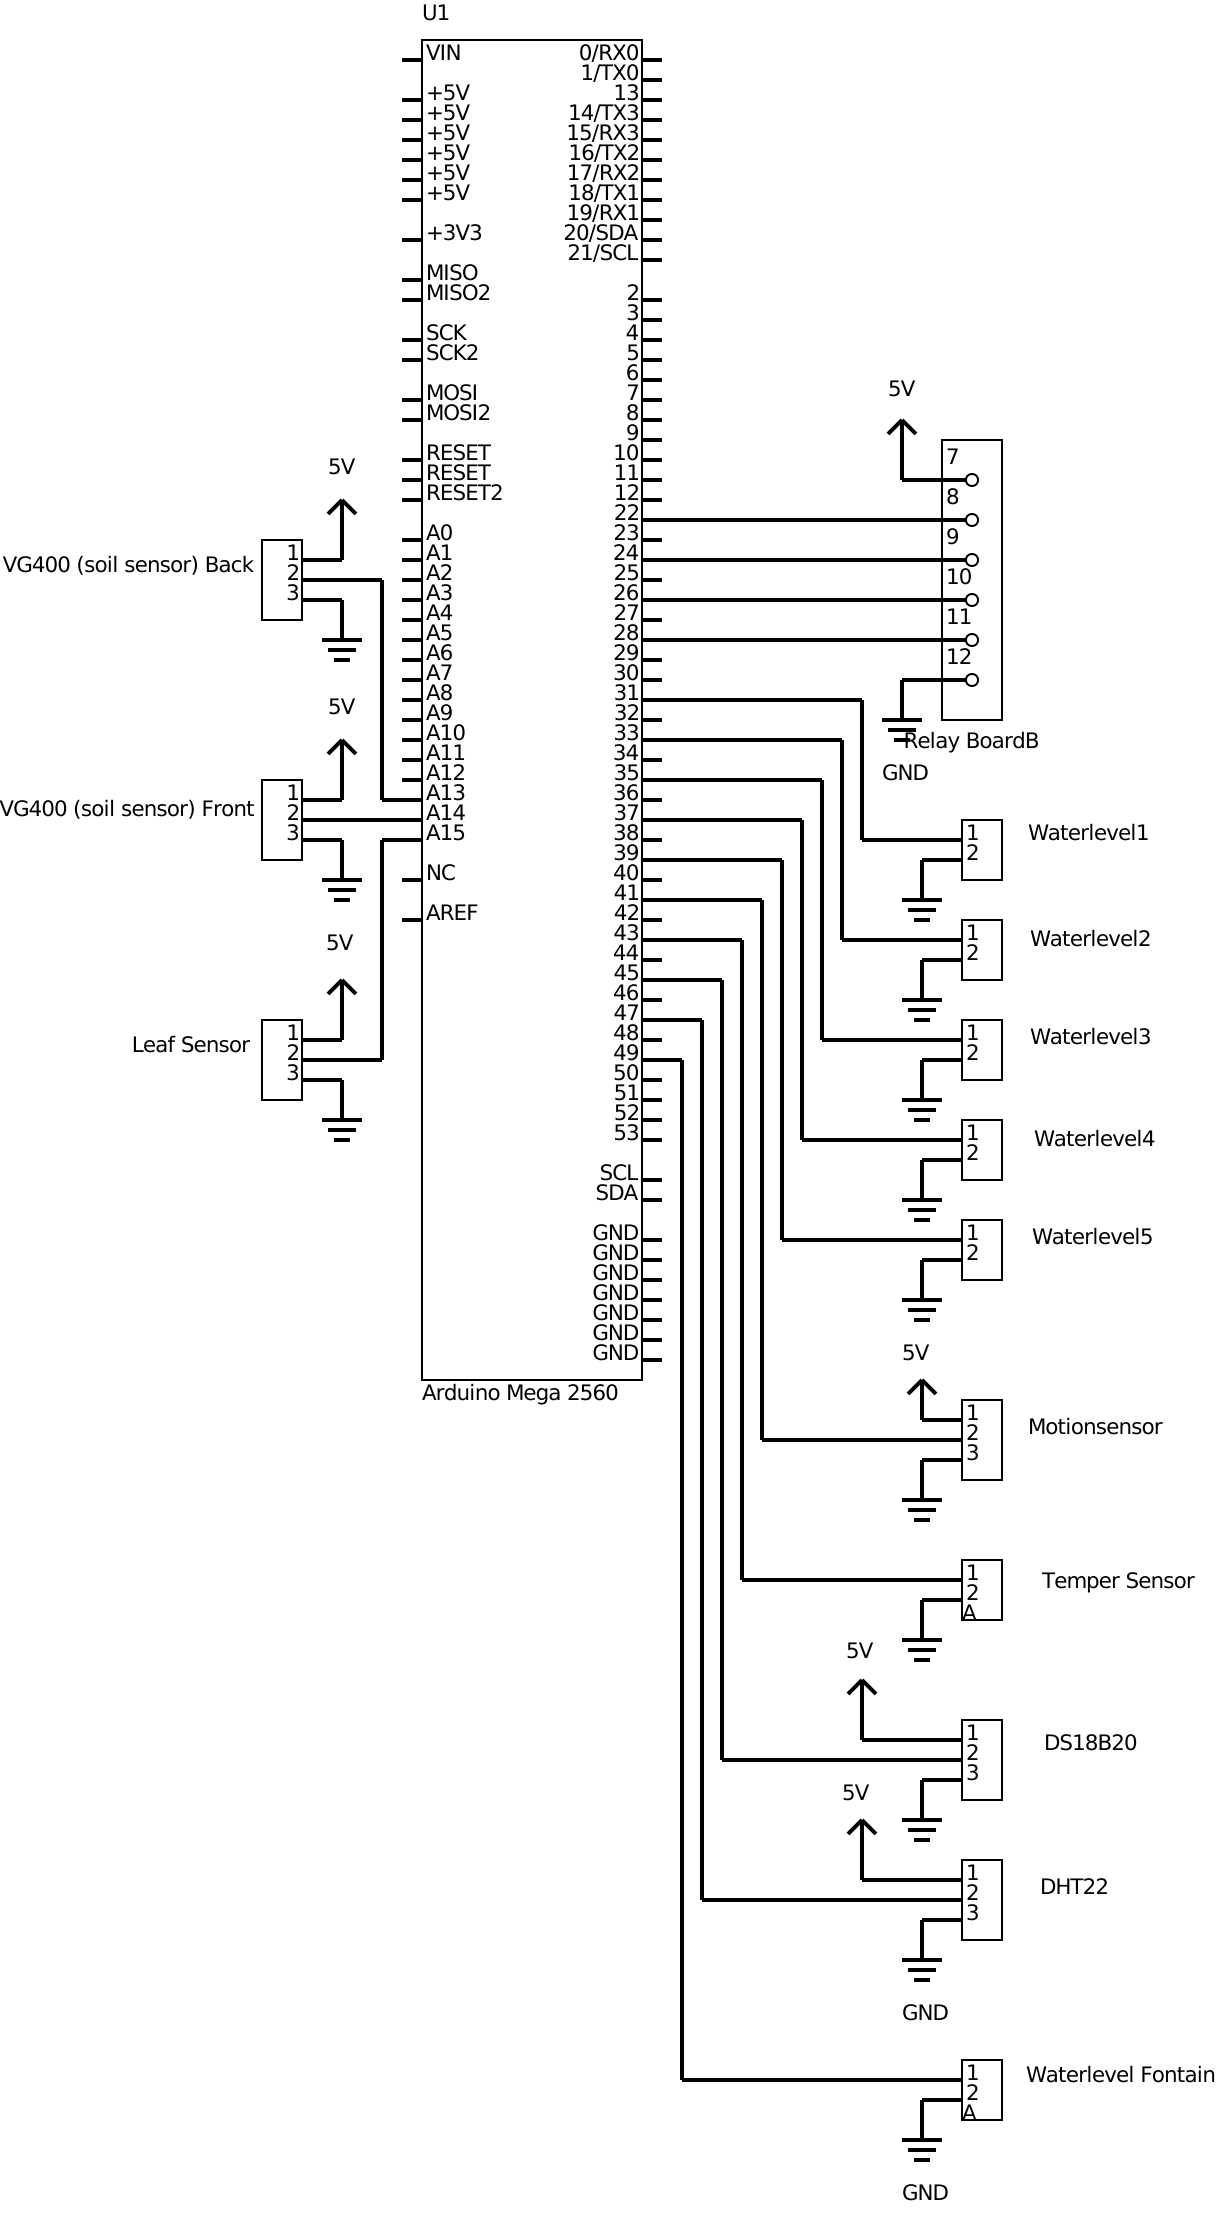 U1
VIN
+5V
+5V
+5V
+5V
+5V
+5V
+3V3
MISO
MISO2
SCK
SCK2
MOSI
MOSI2
RESET
RESET
RESET2
A0
A1
A2
A3
A4
A5
A6
A7
A8
A9
A10
A11
A12
A13
A14
A15
NC
AREF
0/RX0
1/TX0
13
14/TX3
15/RX3
16/TX2
17/RX2
18/TX1
19/RX1
20/SDA
21/SCL
2
3
4
5
6
7
8
9
10
11
12
22
23
24
25
26
27
28
29
30
31
32
33
34
35
36
37
38
39
40
41
42
43
44
45
46
47
48
49
50
51
52
53
SCL
SDA
GND
GND
GND
GND
GND
GND
GND
Arduino Mega 2560
5V
VG400 (soil sensor) Back
1
2
3
5V
VG400 (soil sensor) Front
1
2
3
5V
Leaf Sensor
1
2
3
5V
7
8
9
10
11
12
Relay BoardB
GND
1
2
Waterlevel1
1
2
Waterlevel2
1
2
Waterlevel3
1
2
Waterlevel4
1
2
Waterlevel5
5V
1
2
3
Motionsensor
1
2
A
Temper Sensor
5V
1
2
3
DS18B20
5V
1
2
3
DHT22
GND
1
2
A
Waterlevel Fontain
GND